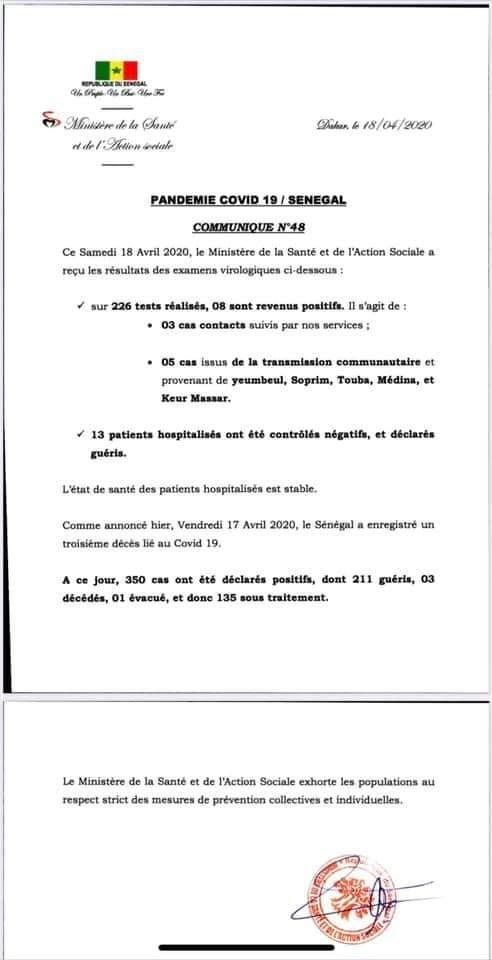 REPUBLIQUE DU SENEGAL
Un Peuple - Un But - Une Foi
Ministère de la Santé
et de l'Action sociale
Dakar, le 18/04/2020
PANDEMIE COVID 19 / SENEGAL
COMMUNIQUE N°48
Ce Samedi 18 Avril 2020, le Ministère de la Santé et de l'Action Sociale a
reçu les résultats des examens virologiques ci-dessous :
✓ sur 226 tests réalisés, 08 sont revenus positifs. Il s'agit de :
• 03 cas contacts suivis par nos services ;
• 05 cas issus de la transmission communautaire et
provenant de yeumbeul, Soprim, Touba, Médina, et
Keur Massar.
✓ 13 patients hospitalisés ont été contrôlés négatifs, et déclarés
guéris.
L'état de santé des patients hospitalisés est stable.
Comme annoncé hier, Vendredi 17 Avril 2020, le Sénégal a enregistré un
troisième décès lié au Covid 19.
A ce jour, 350 cas ont été déclarés positifs, dont 211 guéris, 03
décédés, 01 évacué, et donc 135 sous traitement.
Le Ministère de la Santé et de l'Action Sociale exhorte les populations au
respect strict des mesures de prévention collectives et individuelles.
ET DE L'ACTION SOCIALE